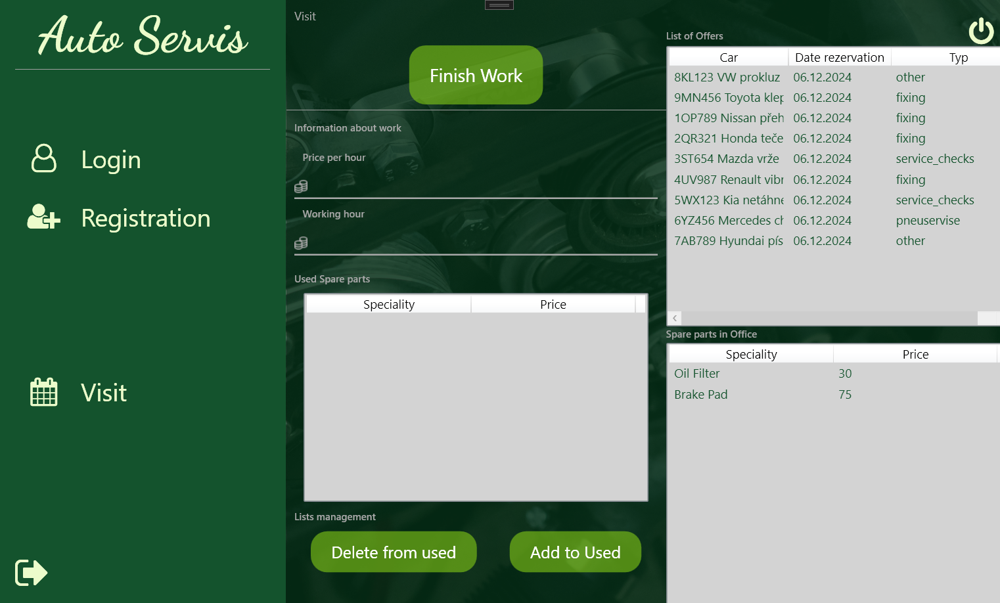 Auto Servis
Login
Registration
Visit
Visit
Finish Work
Information about work
Price per hour
Working hour
Used Spare parts
Speciality Price
Lists management
Delete from used Add to Used
List of Offers
Car Date rezervation Typ
8KL123 VW prokluz 06.12.2024 other
9MN456 Toyota klep 06.12.2024 fixing
1OP789 Nissan přeh 06.12.2024 fixing
2QR321 Honda teče 06.12.2024 fixing
3ST654 Mazda vrže 06.12.2024 service_checks
4UV987 Renault vibr 06.12.2024 fixing
5WX123 Kia netáhne 06.12.2024 service_checks
6YZ456 Mercedes ch 06.12.2024 pneuservise
7AB789 Hyundai pís 06.12.2024 other
Spare parts in Office
Speciality Price
Oil Filter 30
Brake Pad 75